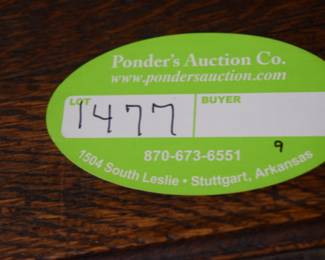 Ponder's Auction Co.
www.pondersauction.com
LOT BUYER
1477
9
870-673-6551
1504 South Leslie • Stuttgart, Arkansas